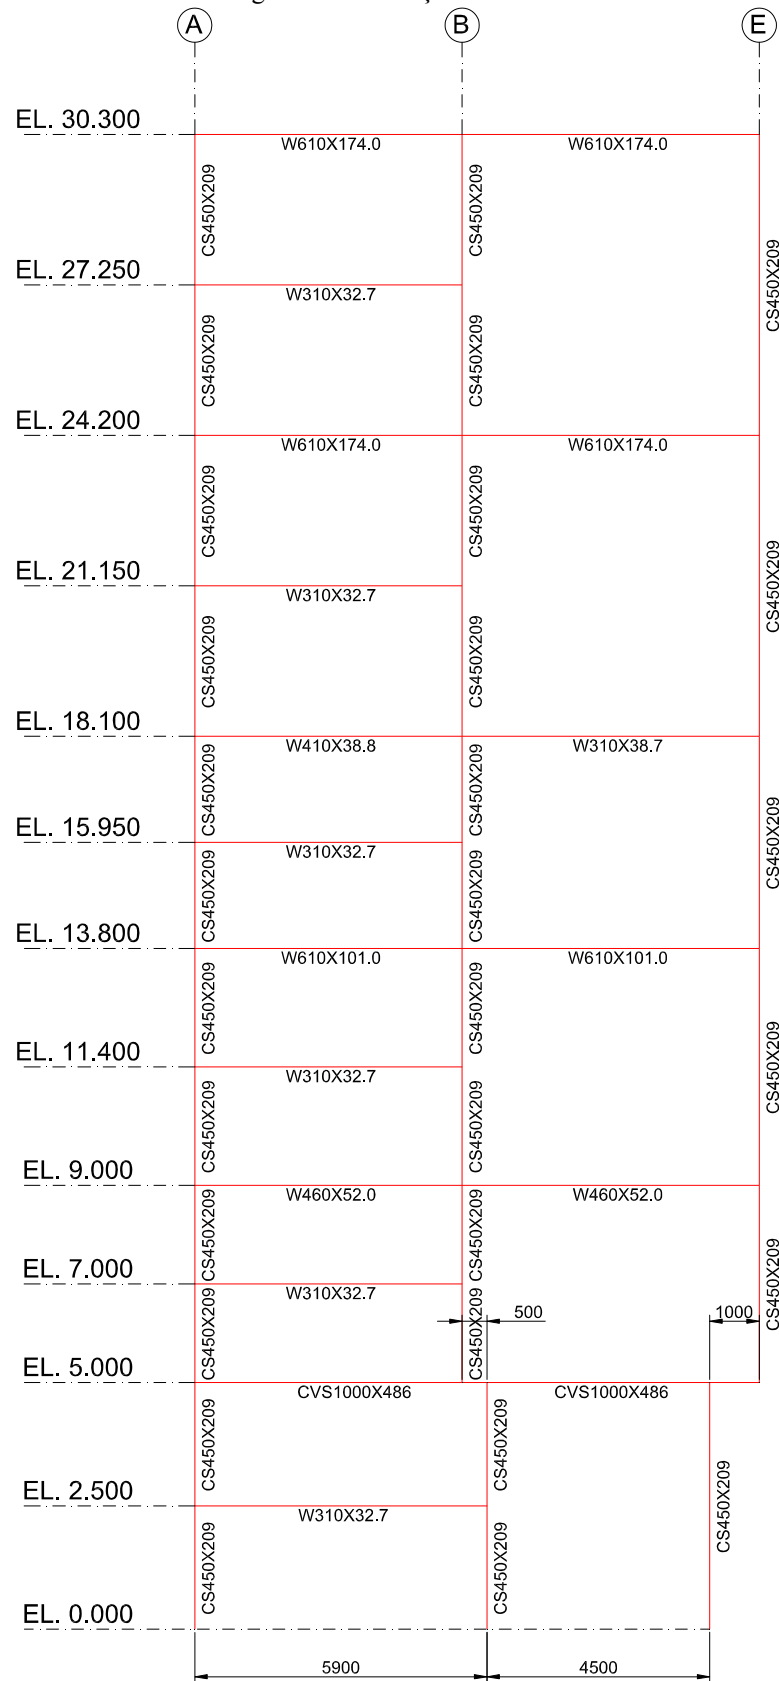 A B E
EL. 30.300
W610X174.0 W610X174.0
CS450X209 CS450X209 CS450X209
EL. 27.250
W310X32.7
CS450X209 CS450X209
EL. 24.200
W610X174.0 W610X174.0
CS450X209 CS450X209 CS450X209
EL. 21.150
W310X32.7
CS450X209 CS450X209
EL. 18.100
W410X38.8 W310X38.7
CS450X209 CS450X209 CS450X209
EL. 15.950
W310X32.7
CS450X209 CS450X209
EL. 13.800
W610X101.0 W610X101.0
CS450X209 CS450X209 CS450X209
EL. 11.400
W310X32.7
CS450X209 CS450X209
EL. 9.000
W460X52.0 W460X52.0
CS450X209 CS450X209 CS450X209
EL. 7.000
W310X32.7
CS450X209 CS450X209 500 1000
EL. 5.000
CVS1000X486 CVS1000X486
CS450X209 CS450X209 CS450X209
EL. 2.500
W310X32.7
CS450X209 CS450X209
EL. 0.000
5900 4500